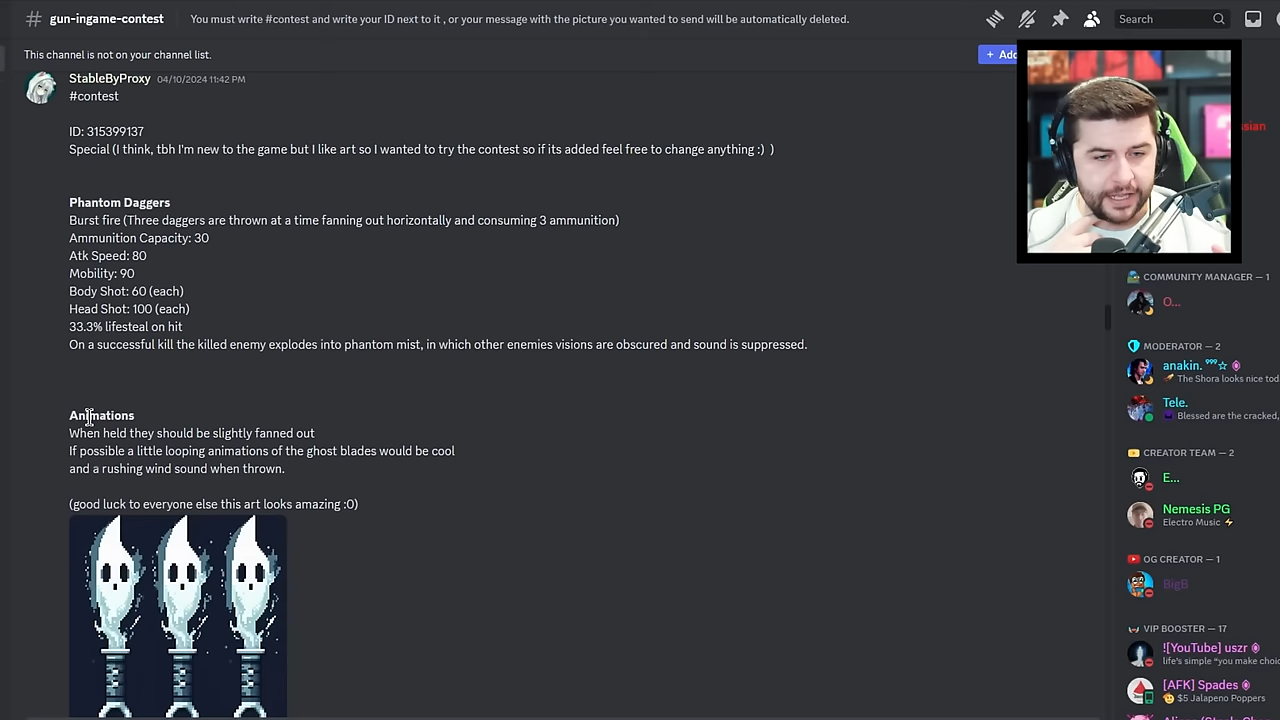 # gun-ingame-contest
You must write #contest and write your ID next to it , or your message with the picture you wanted to send will be automatically deleted.
Search
This channel is not on your channel list.
+ Add
StableByProxy 04/10/2024 11:42 PM
#contest
ID: 315399137
Special (I think, tbh I'm new to the game but I like art so I wanted to try the contest so if its added feel free to change anything :) )
Phantom Daggers
Burst fire (Three daggers are thrown at a time fanning out horizontally and consuming 3 ammunition)
Ammunition Capacity: 30
Atk Speed: 80
Mobility: 90
Body Shot: 60 (each)
Head Shot: 100 (each)
33.3% lifesteal on hit
On a successful kill the killed enemy explodes into phantom mist, in which other enemies visions are obscured and sound is suppressed.
Animations
When held they should be slightly fanned out
If possible a little looping animations of the ghost blades would be cool
and a rushing wind sound when thrown.
(good luck to everyone else this art looks amazing :0)
ssian
COMMUNITY MANAGER — 1
O...
MODERATOR — 2
anakin. ⁹⁹⁹☆
The Shora looks nice tod
Tele.
Blessed are the cracked,
CREATOR TEAM — 2
E...
Nemesis PG
Electro Music
OG CREATOR — 1
BigB
VIP BOOSTER — 17
![YouTube] uszr
life's simple "you make choic
[AFK] Spades
$5 Jalapeno Poppers